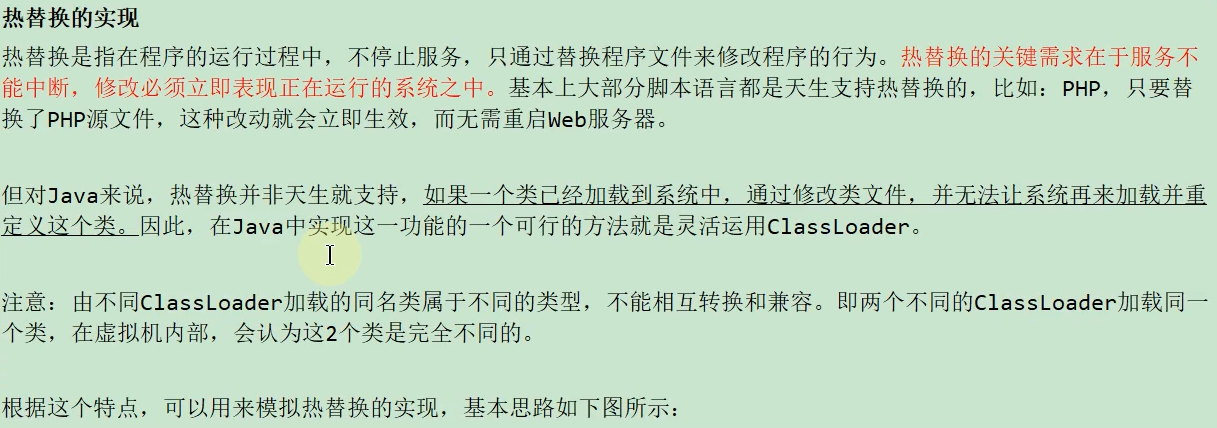 热替换的实现
热替换是指在程序的运行过程中，不停止服务，只通过替换程序文件来修改程序的行为。热替换的关键需求在于服务不
能中断，修改必须立即表现正在运行的系统之中。基本上大部分脚本语言都是天生支持热替换的，比如：PHP，只要替
换了PHP源文件，这种改动就会立即生效，而无需重启Web服务器。
但对Java来说，热替换并非天生就支持，如果一个类已经加载到系统中，通过修改类文件，并无法让系统再来加载并重
定义这个类。因此，在Java中实现这一功能的一个可行的方法就是灵活运用ClassLoader。
注意：由不同ClassLoader加载的同名类属于不同的类型，不能相互转换和兼容。即两个不同的ClassLoader加载同一
个类，在虚拟机内部，会认为这2个类是完全不同的。
根据这个特点，可以用来模拟热替换的实现，基本思路如下图所示：